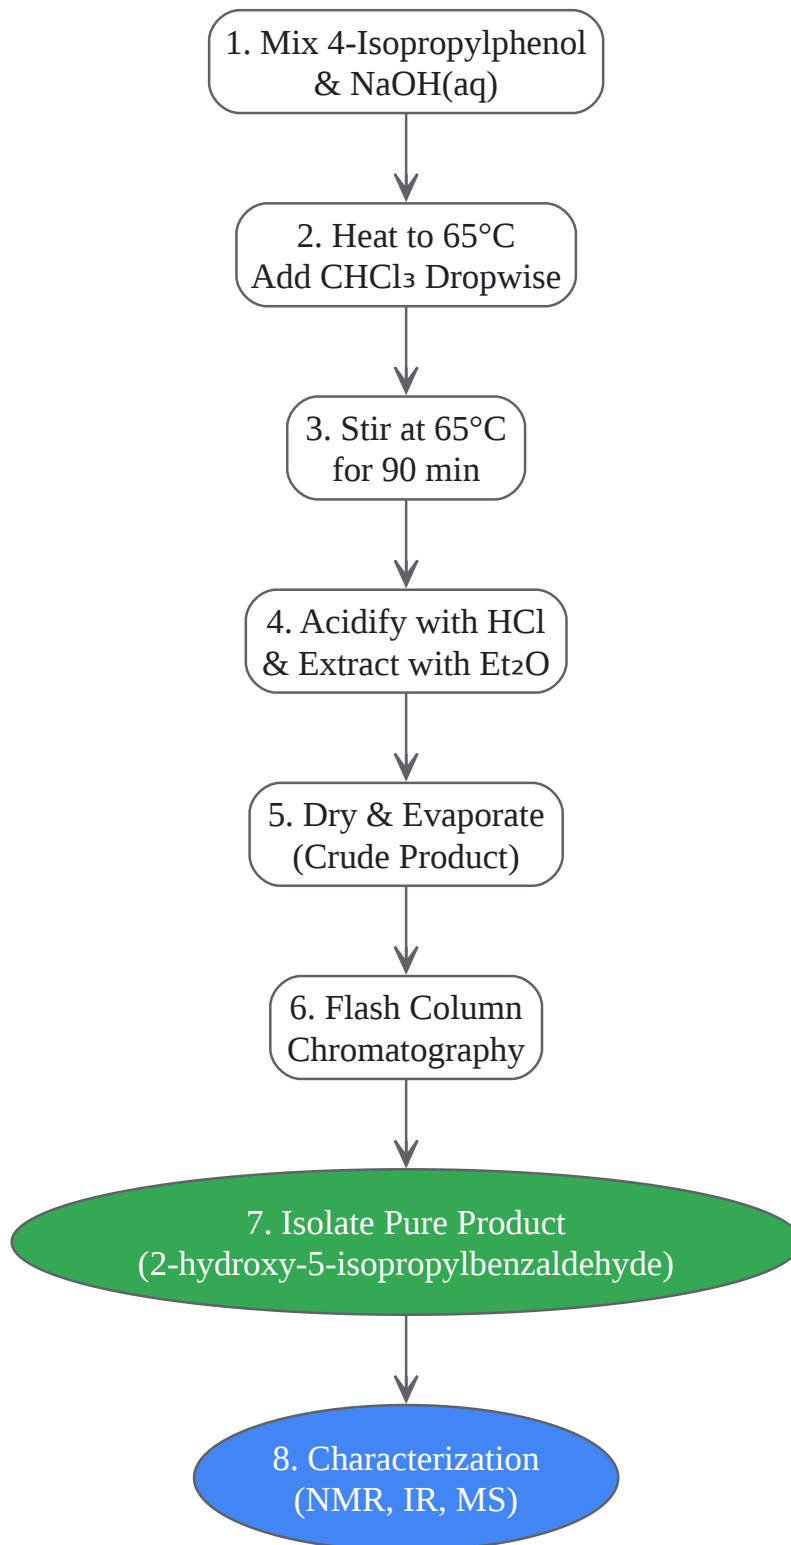 1. Mix 4-Isopropylphenol
& NaOH(aq)
2. Heat to 65°C
Add CHCl₃ Dropwise
3. Stir at 65°C
for 90 min
4. Acidify with HCl
& Extract with Et₂O
5. Dry & Evaporate
(Crude Product)
6. Flash Column
Chromatography
7. Isolate Pure Product
(2-hydroxy-5-isopropylbenzaldehyde)
8. Characterization
(NMR, IR, MS)